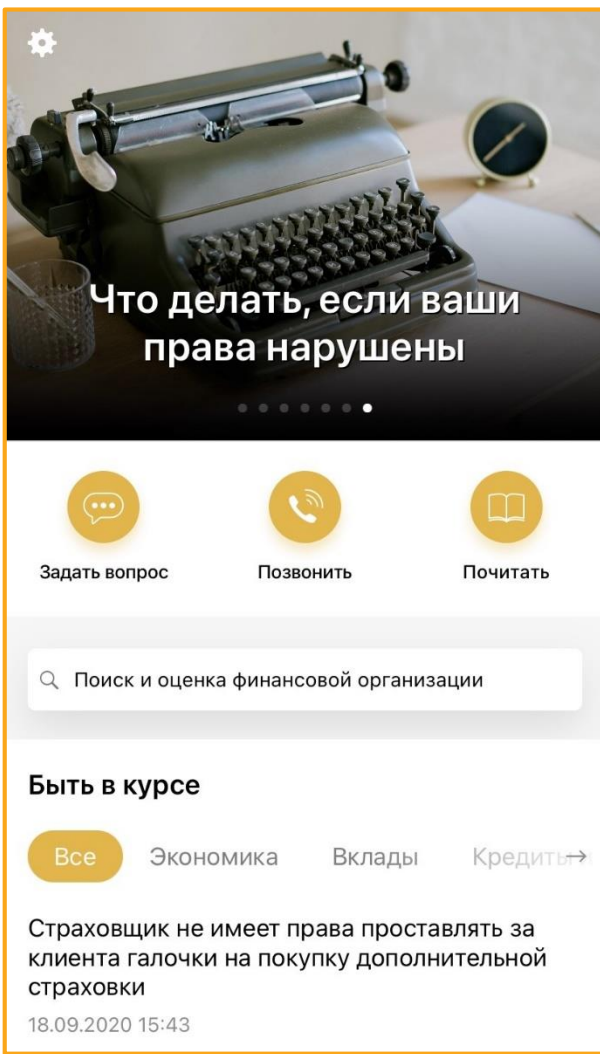 Что делать, если ваши
права нарушены
Задать вопрос
Позвонить
Почитать
Поиск и оценка финансовой организации
Быть в курсе
Все
Экономика
Вклады
Кредиты
Страховщик не имеет права проставлять за
клиента галочки на покупку дополнительной
страховки
18.09.2020 15:43